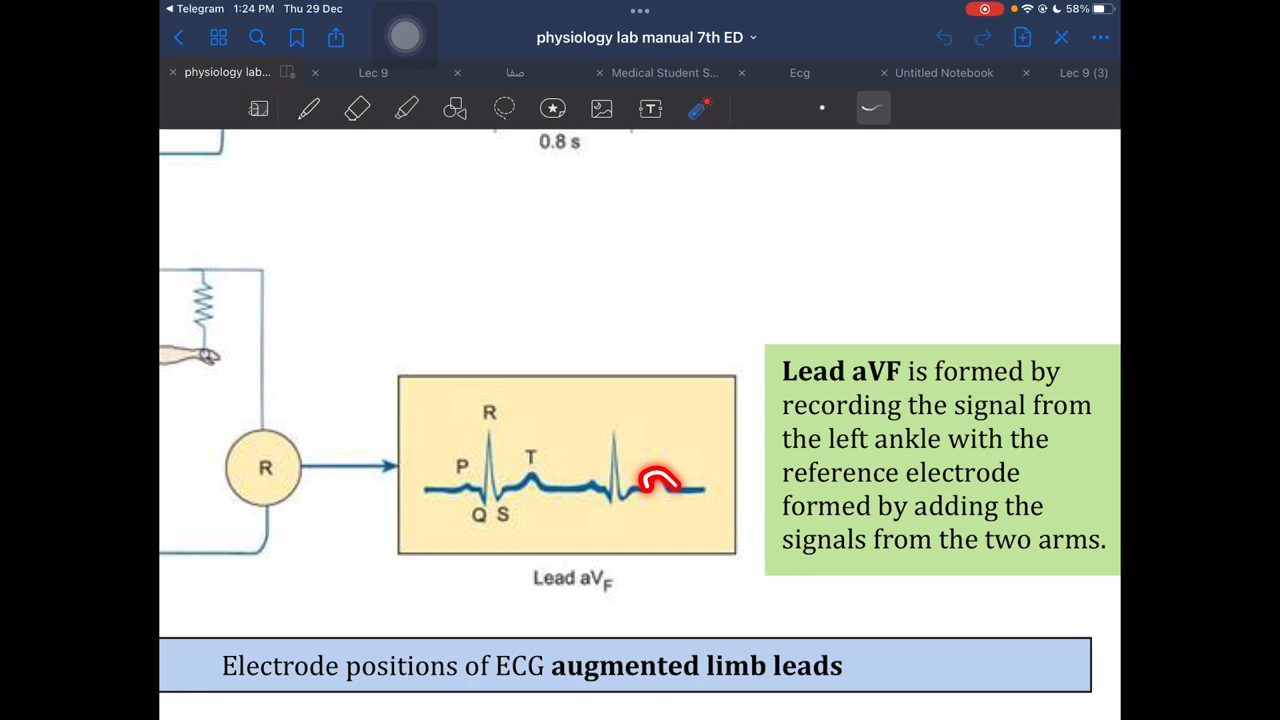 Telegram 1:24 PM Thu 29 Dec 58%
physiology lab manual 7th ED
physiology lab... Lec 9 صفا Medical Student S... Ecg Untitled Notebook Lec 9 (3)
T
0.8 s
R
R
P
T
Q S
Lead aVF
Lead aVF is formed by
recording the signal from
the left ankle with the
reference electrode
formed by adding the
signals from the two arms.
Electrode positions of ECG augmented limb leads